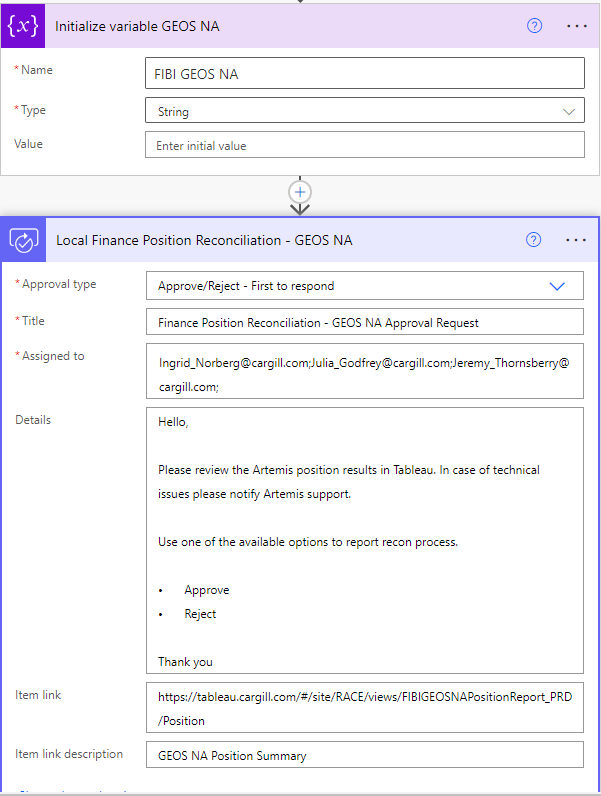 {x} Initialize variable GEOS NA ? ...
* Name FIBI GEOS NA
* Type String
Value Enter initial value
+
Local Finance Position Reconciliation - GEOS NA ? ...
* Approval type Approve/Reject - First to respond
* Title Finance Position Reconciliation - GEOS NA Approval Request
* Assigned to Ingrid_Norberg@cargill.com;Julia_Godfrey@cargill.com;Jeremy_Thornsberry@
cargill.com;
Details Hello,
Please review the Artemis position results in Tableau. In case of technical
issues please notify Artemis support.
Use one of the available options to report recon process.
• Approve
• Reject
Thank you
Item link https://tableau.cargill.com/#/site/RACE/views/FIBIGEOSNAPositionReport_PRD
/Position
Item link description GEOS NA Position Summary